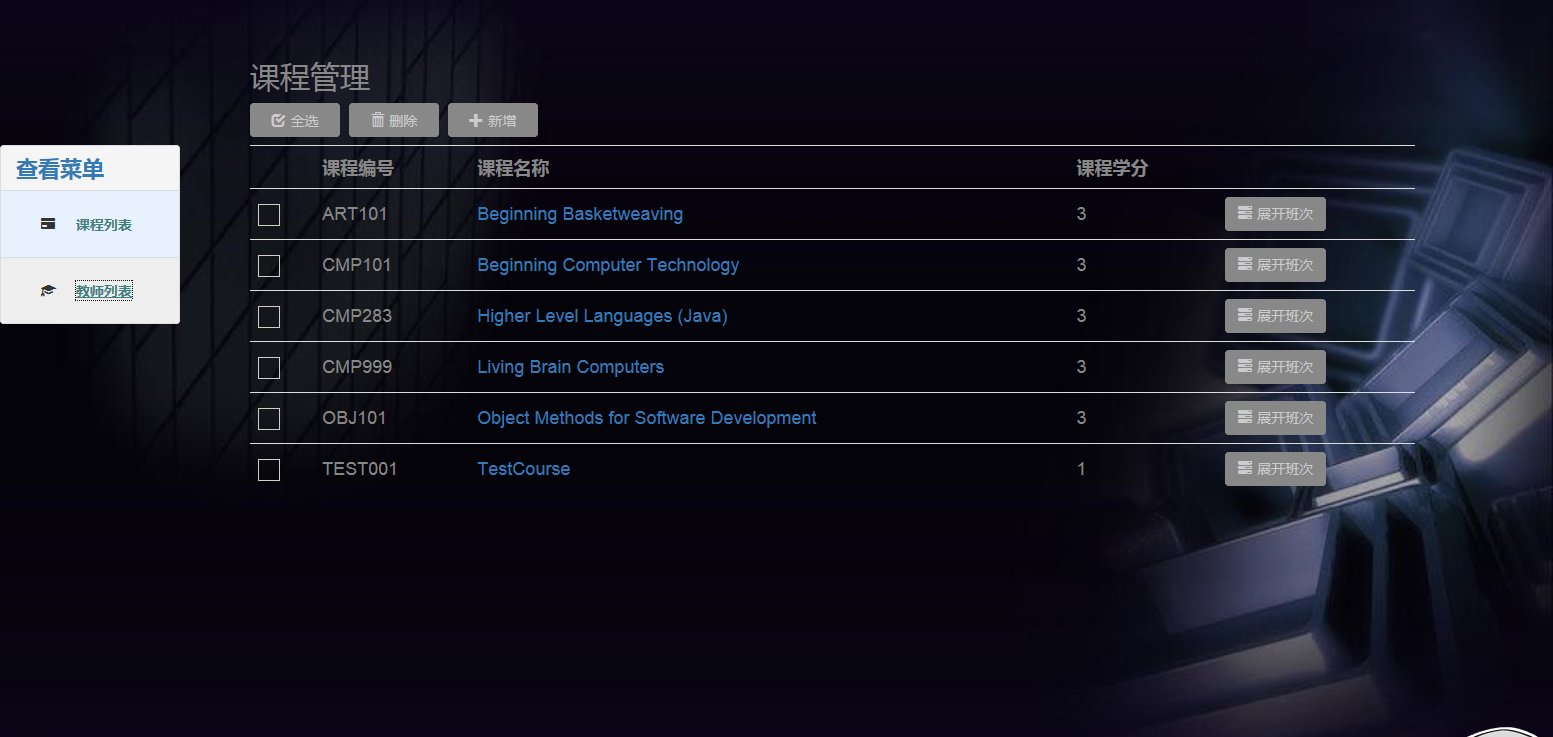 课程管理
全选 删除 新增
查看菜单
课程列表
教师列表
课程编号 课程名称 课程学分
ART101 Beginning Basketweaving 3 展开班次
CMP101 Beginning Computer Technology 3 展开班次
CMP283 Higher Level Languages (Java) 3 展开班次
CMP999 Living Brain Computers 3 展开班次
OBJ101 Object Methods for Software Development 3 展开班次
TEST001 TestCourse 1 展开班次